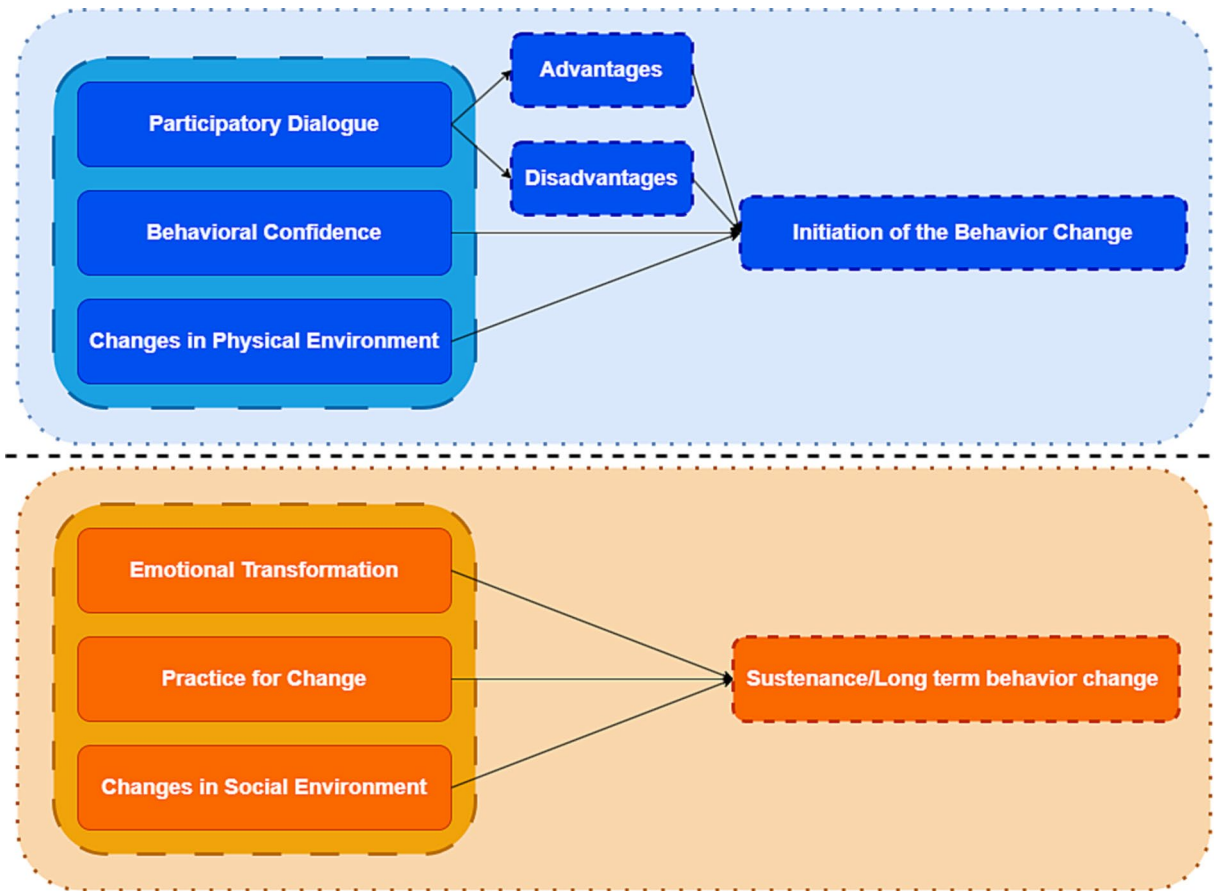 Participatory Dialogue
Advantages
Disadvantages
Behavioral Confidence
Initiation of the Behavior Change
Changes in Physical Environment
Emotional Transformation
Practice for Change
Sustenance/Long term behavior change
Changes in Social Environment